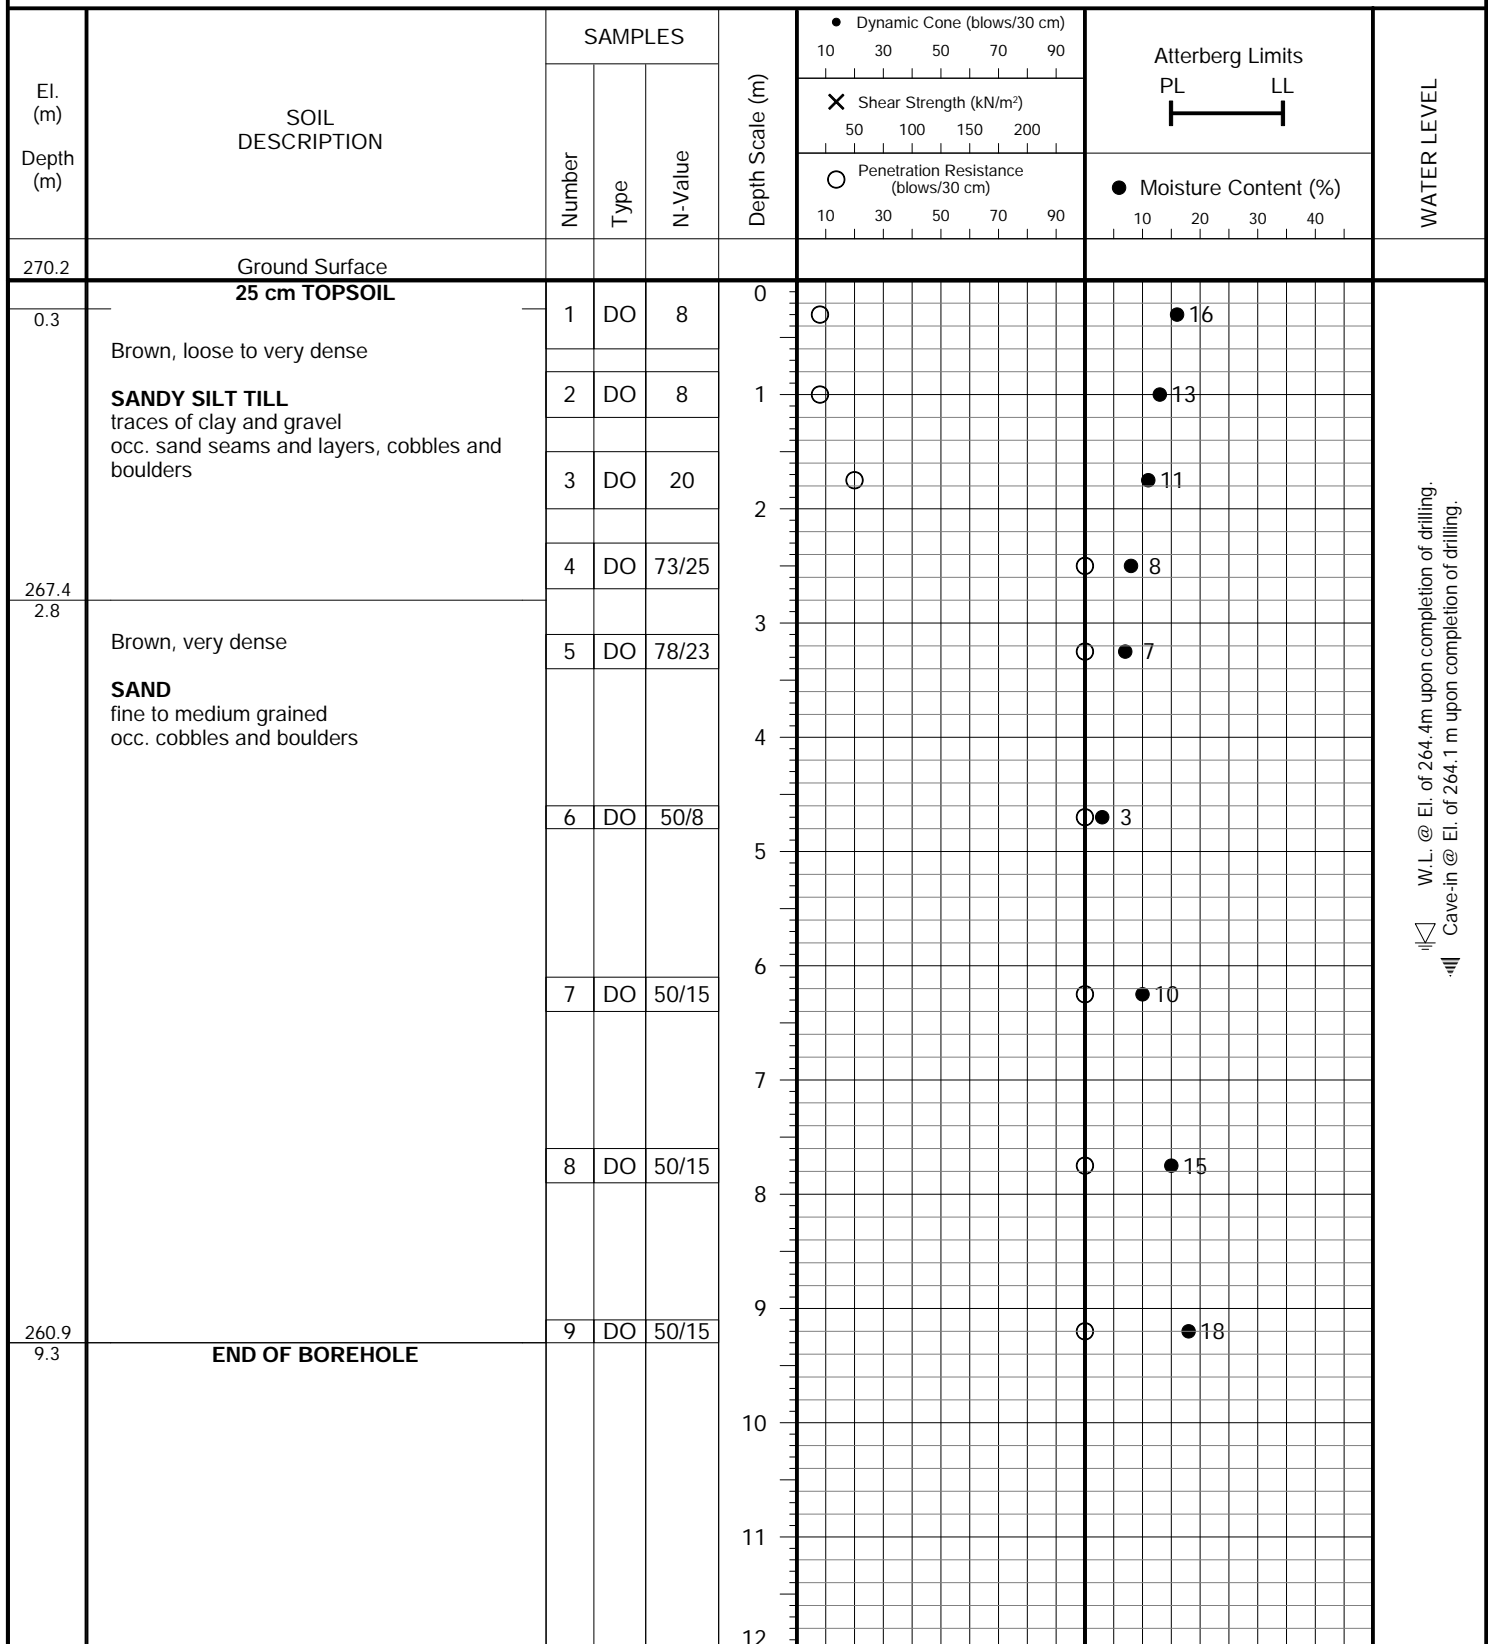 El.
(m)
Depth
(m)
SOIL
DESCRIPTION
SAMPLES
Number
Type
N-Value
Depth Scale (m)
Dynamic Cone (blows/30 cm)
10 30 50 70 90
Shear Strength (kN/m²)
50 100 150 200
Penetration Resistance
(blows/30 cm)
10 30 50 70 90
Atterberg Limits
PL LL
Moisture Content (%)
10 20 30 40
WATER LEVEL
270.2 Ground Surface
25 cm TOPSOIL
0
0.3
1 DO 8 16
Brown, loose to very dense
SANDY SILT TILL
2 DO 8 1 13
traces of clay and gravel
occ. sand seams and layers, cobbles and
boulders
3 DO 20 11
2
4 DO 73/25 8
267.4
2.8
3
Brown, very dense
5 DO 78/23 7
SAND
fine to medium grained
occ. cobbles and boulders
4
6 DO 50/8 3
5
6
7 DO 50/15 10
7
8 DO 50/15 15
8
9
260.9
9 DO 50/15 18
9.3
END OF BOREHOLE
10
11
12
W.L. @ El. of 264.4m upon completion of drilling.
Cave-in @ El. of 264.1 m upon completion of drilling.